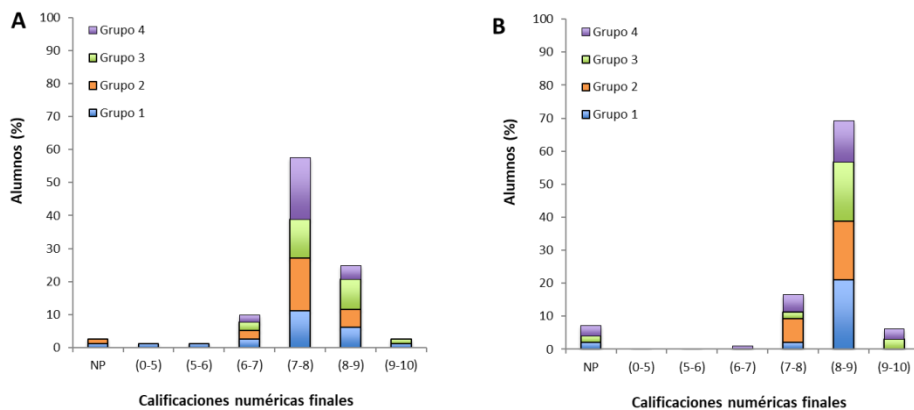 A
100
90
80
70
60
50
40
30
20
10
0
Alumnos (%)
Grupo 4
Grupo 3
Grupo 2
Grupo 1
NP (0-5) (5-6) (6-7) (7-8) (8-9) (9-10)
Calificaciones numéricas finales
B
100
90
80
70
60
50
40
30
20
10
0
Alumnos (%)
Grupo 4
Grupo 3
Grupo 2
Grupo 1
NP (0-5) (5-6) (6-7) (7-8) (8-9) (9-10)
Calificaciones numéricas finales